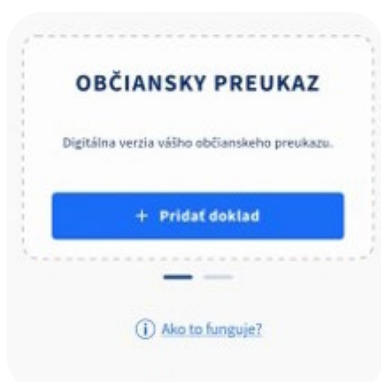 OBČIANSKY PREUKAZ
Digitálna verzia vášho občianskeho preukazu.
+ Pridať doklad
Ako to funguje?